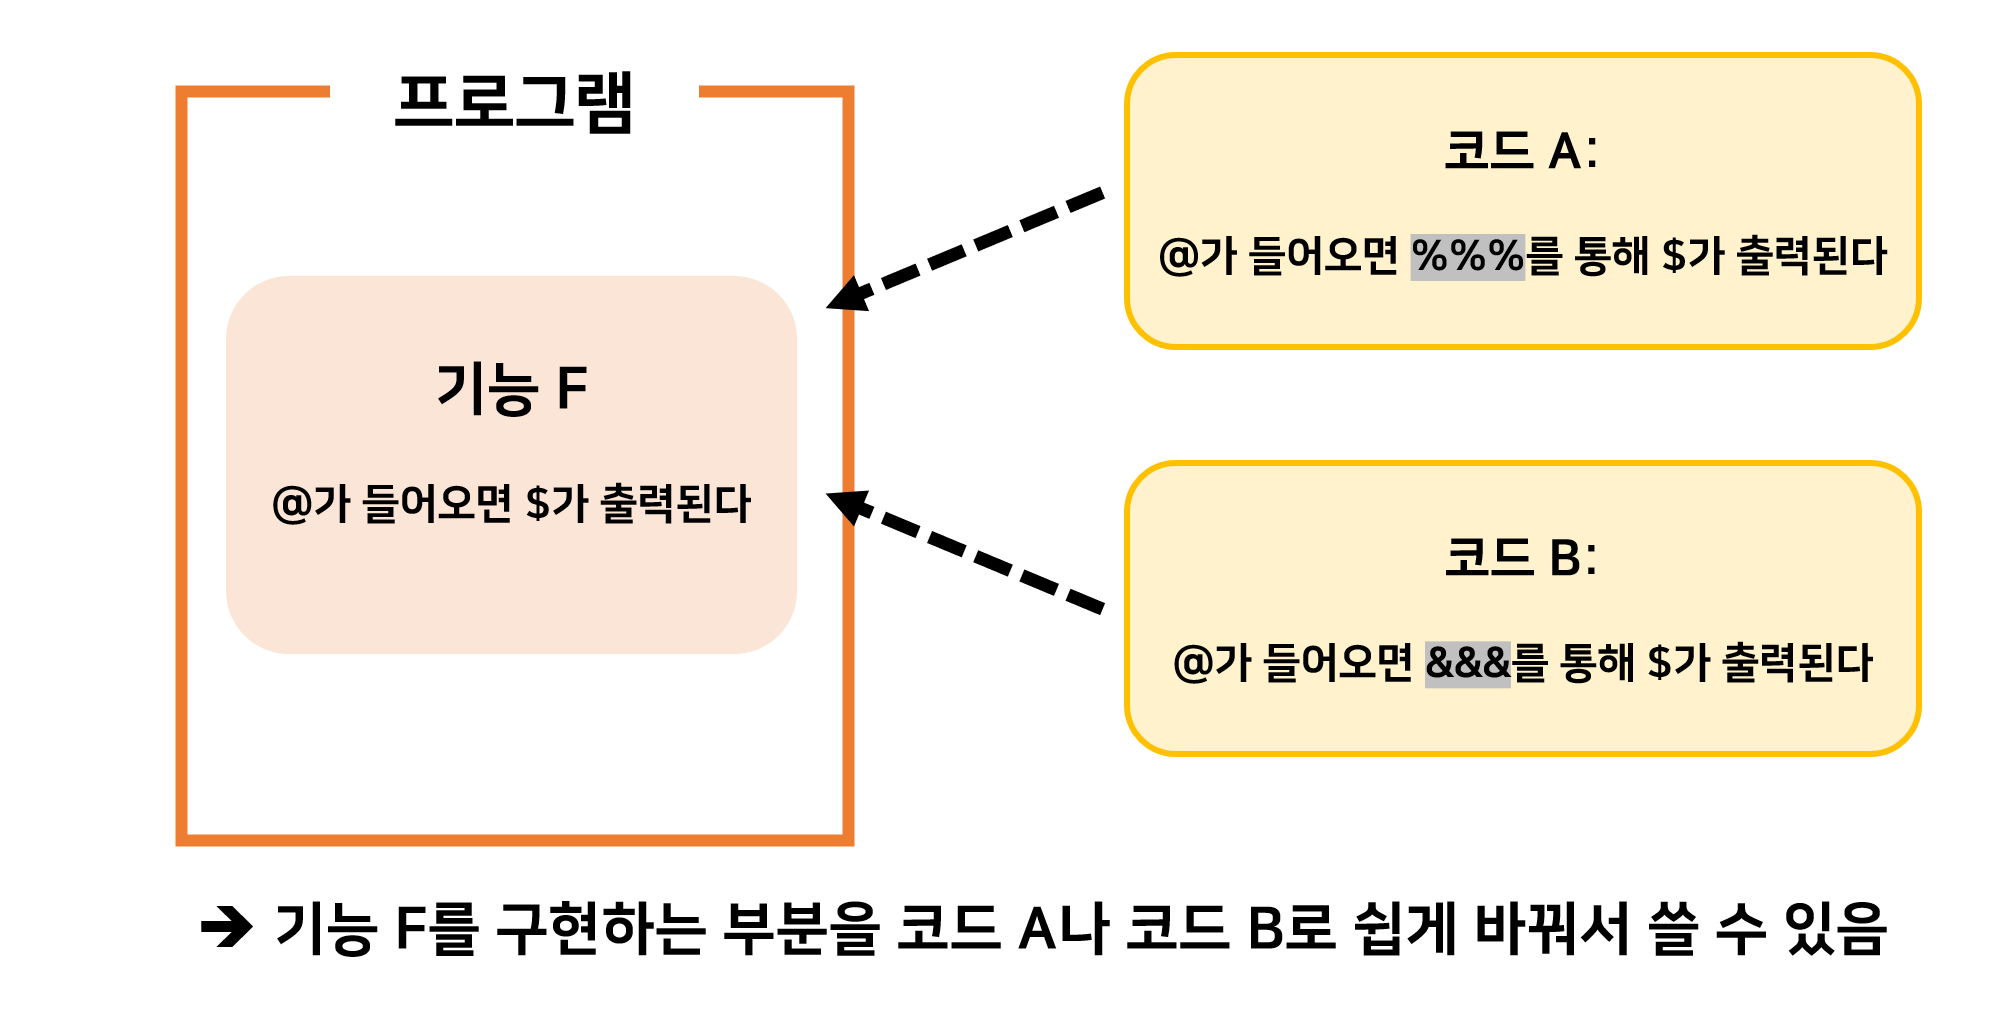 프로그램
기능 F
@가 들어오면 $가 출력된다
코드 A:
@가 들어오면 %%%를 통해 $가 출력된다
코드 B:
@가 들어오면 &&&를 통해 $가 출력된다
➔ 기능 F를 구현하는 부분을 코드 A나 코드 B로 쉽게 바꿔서 쓸 수 있음